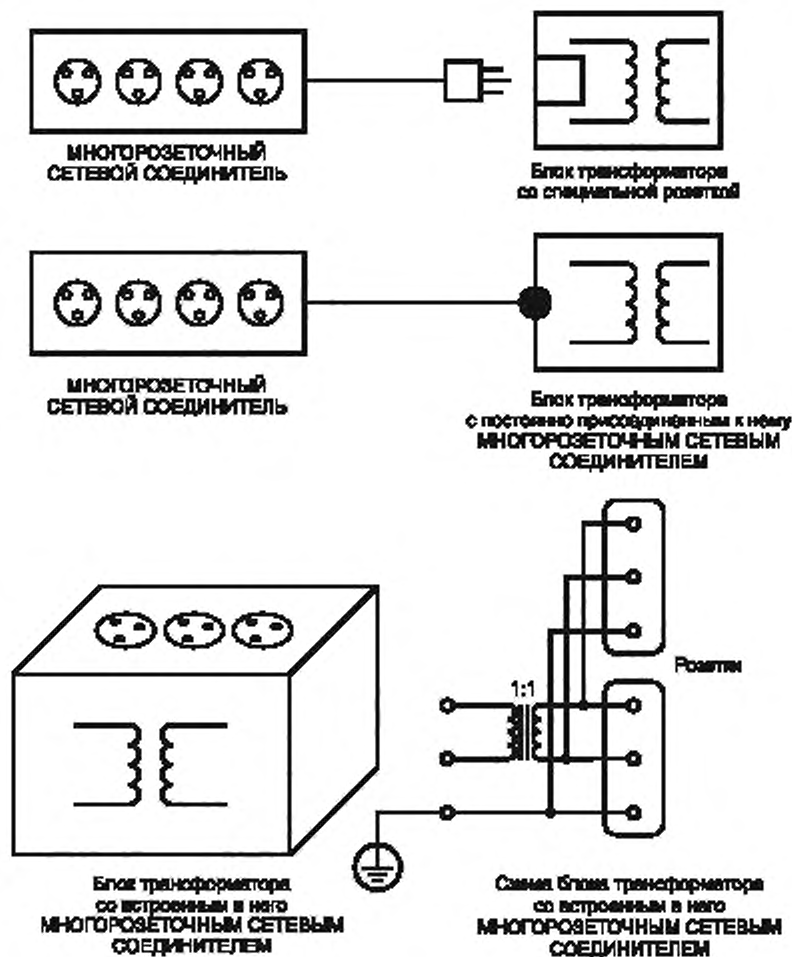 МНОГОРОЗЕТОЧНЫЙ
СЕТЕВОЙ СОЕДИНИТЕЛЬ
Блок трансформатора
со специальной розеткой
МНОГОРОЗЕТОЧНЫЙ
СЕТЕВОЙ СОЕДИНИТЕЛЬ
Блок трансформатора
с постоянно присоединенным к нему
МНОГОРОЗЕТОЧНЫМ СЕТЕВЫМ
СОЕДИНИТЕЛЕМ
Розетки
1:1
Блок трансформатора
со встроенным в него
МНОГОРОЗЕТОЧНЫМ СЕТЕВЫМ
СОЕДИНИТЕЛЕМ
Схема блока трансформатора
со встроенным в него
МНОГОРОЗЕТОЧНЫМ СЕТЕВЫМ
СОЕДИНИТЕЛЕМ